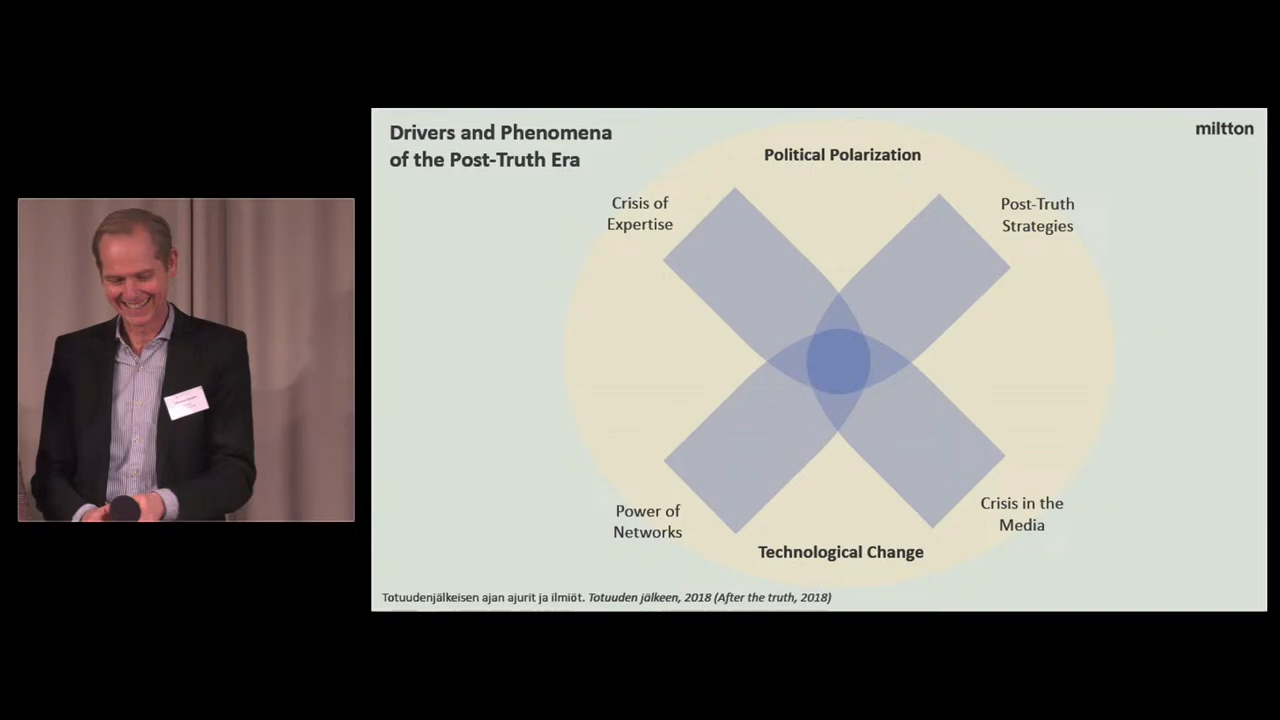 Drivers and Phenomena
of the Post-Truth Era
miltton
Political Polarization
Crisis of
Expertise
Post-Truth
Strategies
Power of
Networks
Crisis in the
Media
Technological Change
Totuudenjälkeisen ajan ajurit ja ilmiöt. Totuuden jälkeen, 2018 (After the truth, 2018)